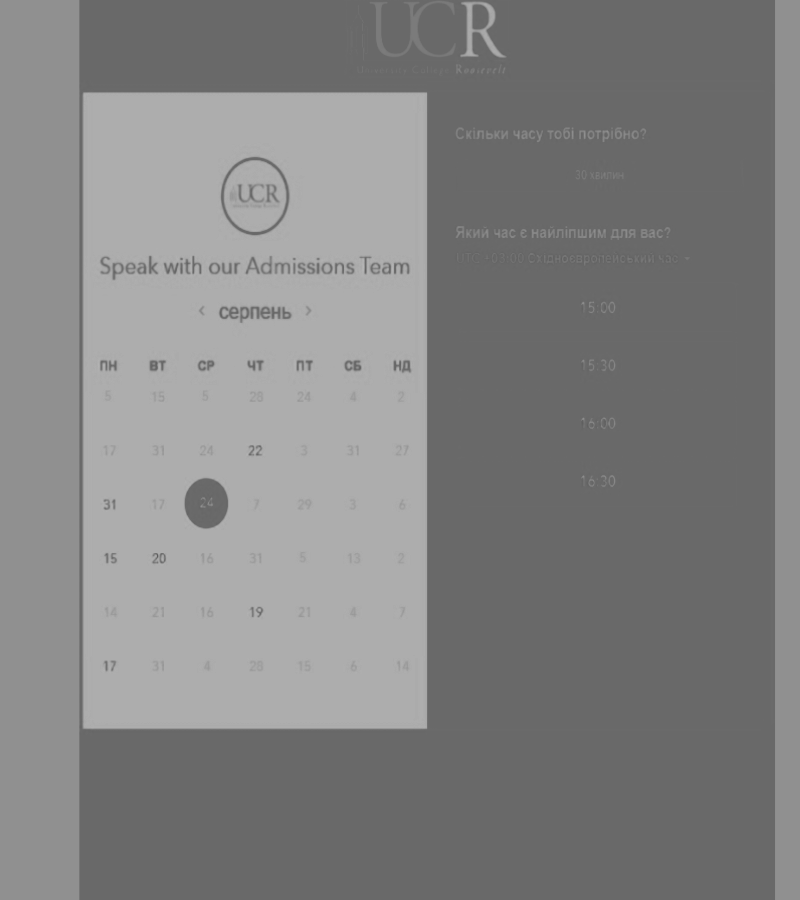 UCR
University College Roosevelt
UCR
Speak with our Admissions Team
‹ серпень ›
ПН ВТ СР ЧТ ПТ СБ НД
5 15 5 28 24 4 2
17 31 24 22 3 31 27
31 17 24 7 29 3 6
15 20 16 31 5 13 2
14 21 16 19 21 4 7
17 31 4 28 15 6 14
Скільки часу тобі потрібно?
30 хвилин
Який час є найліпшим для вас?
UTC +03:00 Східноєвропейський час
15:00
15:30
16:00
16:30